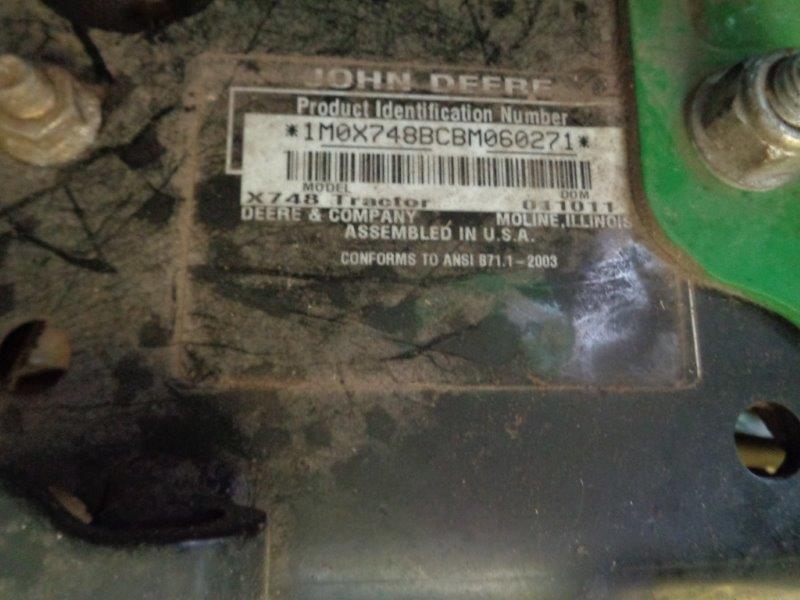 JOHN DEERE
Product Identification Number
*1M0X748BCBM060271*
MODEL DOM
X748 Tractor 041011
DEERE & COMPANY MOLINE, ILLINOIS
ASSEMBLED IN U.S.A.
CONFORMS TO ANSI B71.1-2003